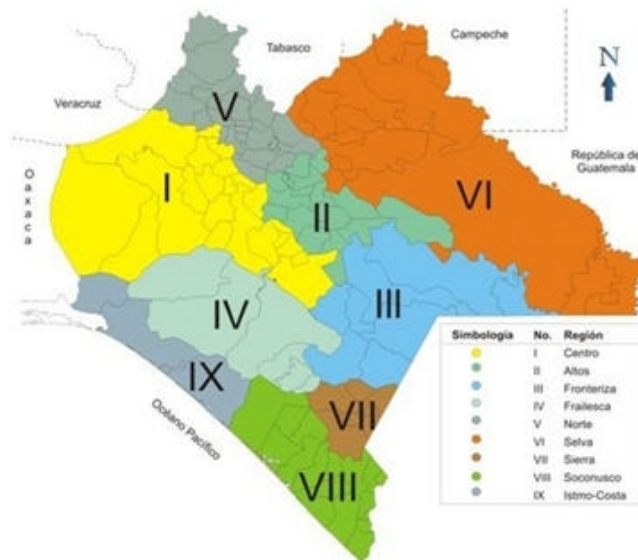 Campeche
Tabasco
N
Veracruz
V
República de
Guatemala
Oaxaca
I
VI
II
III
IV
IX
VII
VIII
Océano Pacífico
Simbología No. Región
I Centro
II Altos
III Fronteriza
IV Frailesca
V Norte
VI Selva
VII Sierra
VIII Soconusco
IX Istmo-Costa